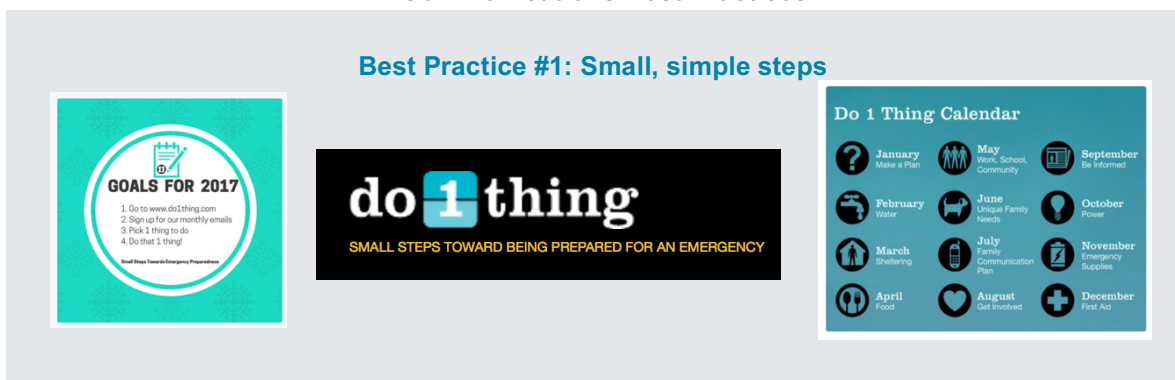 Best Practice #1: Small, simple steps
GOALS FOR 2017
1. Go to www.do1thing.com
2. Sign up for our monthly emails
3. Pick 1 thing to do
4. Do that 1 thing!
Small Steps Towards Emergency Preparedness
do 1 thing
SMALL STEPS TOWARD BEING PREPARED FOR AN EMERGENCY
Do 1 Thing Calendar
January
Make a Plan
February
Water
March
Sheltering
April
Food
May
Work, School,
Community
June
Unique Family
Needs
July
Family
Communication
Plan
August
Get Involved
September
Be Informed
October
Power
November
Emergency
Supplies
December
First Aid